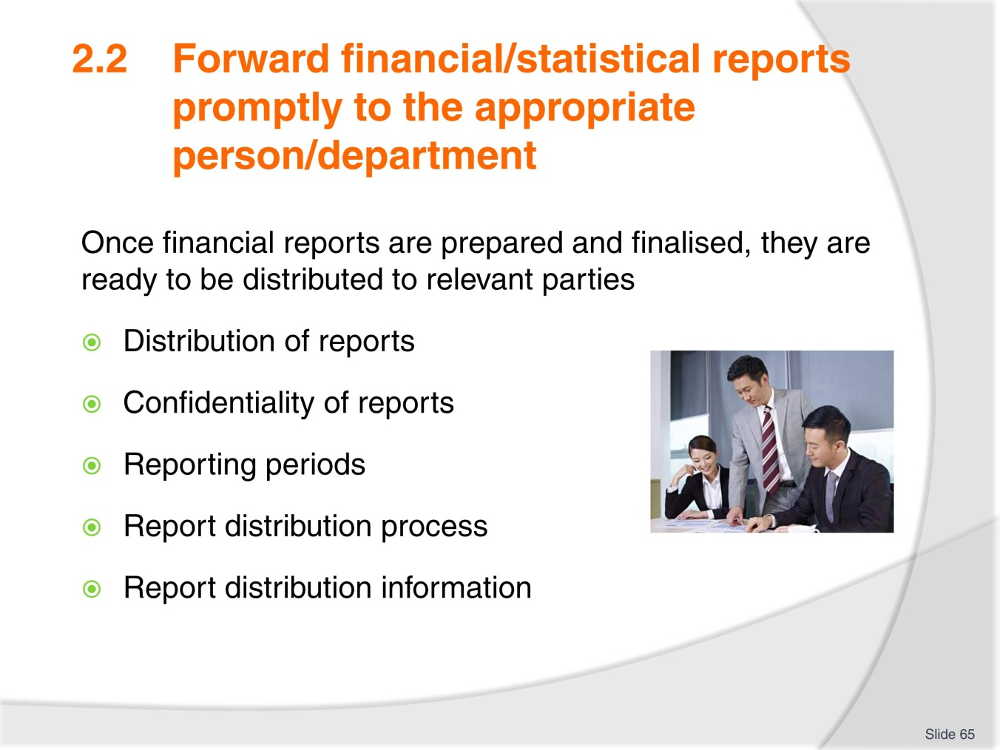 2.2 Forward financial/statistical reports
promptly to the appropriate
person/department
Once financial reports are prepared and finalised, they are
ready to be distributed to relevant parties
Distribution of reports
Confidentiality of reports
Reporting periods
Report distribution process
Report distribution information
Slide 65